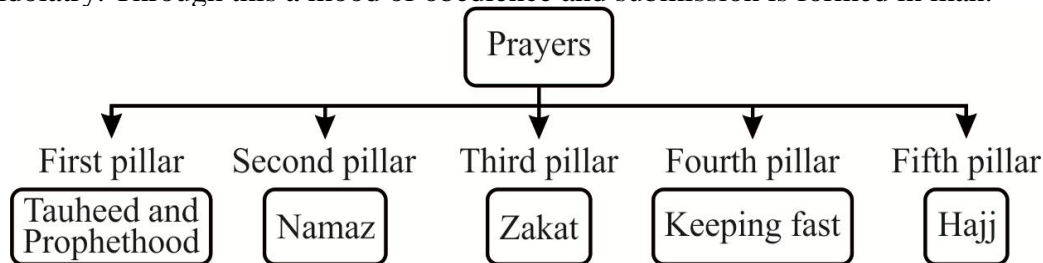 Through this a mood of obedience and submission is formed in man.
Prayers
First pillar Second pillar Third pillar Fourth pillar Fifth pillar
Tauheed and
Prophethood
Namaz
Zakat
Keeping fast
Hajj